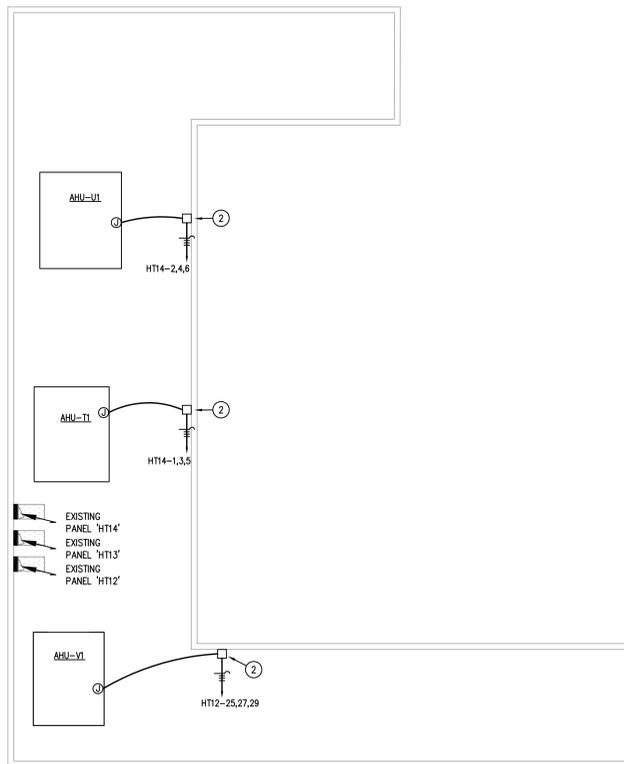 AHU-U1
J
2
HT14-2,4,6
AHU-T1
J
2
HT14-1,3,5
EXISTING
PANEL 'HT14'
EXISTING
PANEL 'HT13'
EXISTING
PANEL 'HT12'
AHU-V1
J
2
HT12-25,27,29